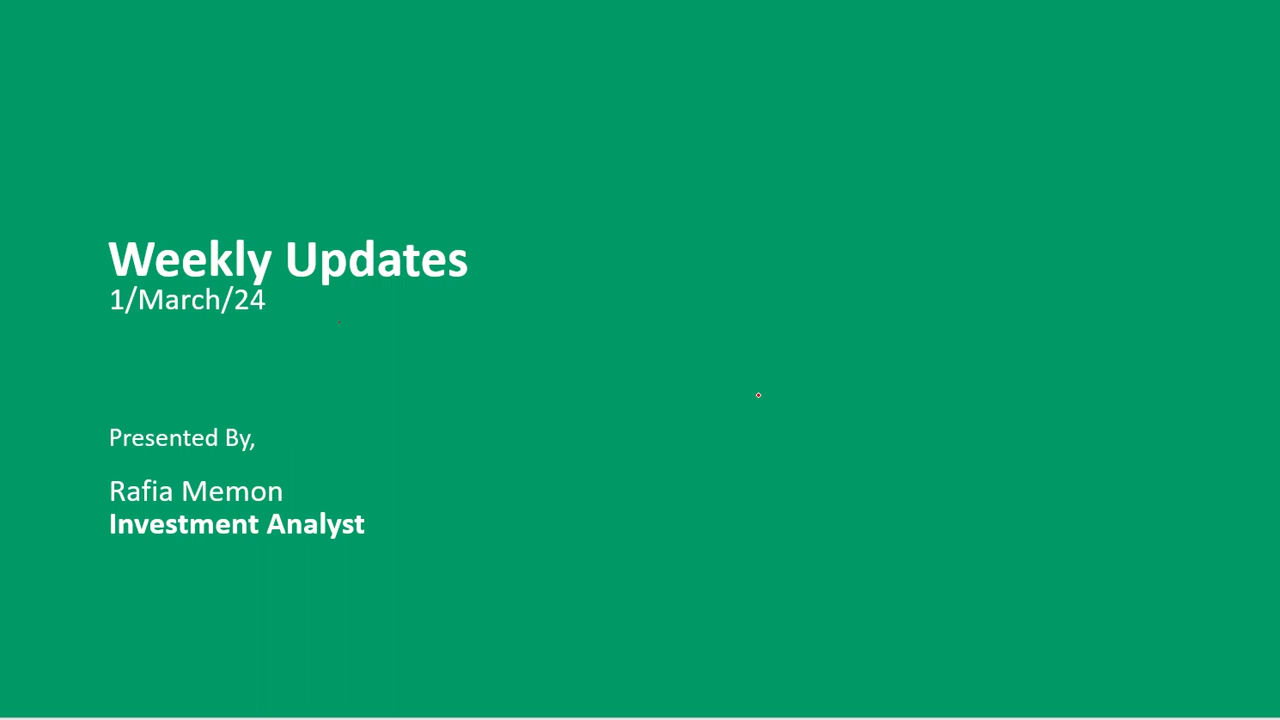 Weekly Updates
1/March/24
Presented By,
Rafia Memon
Investment Analyst